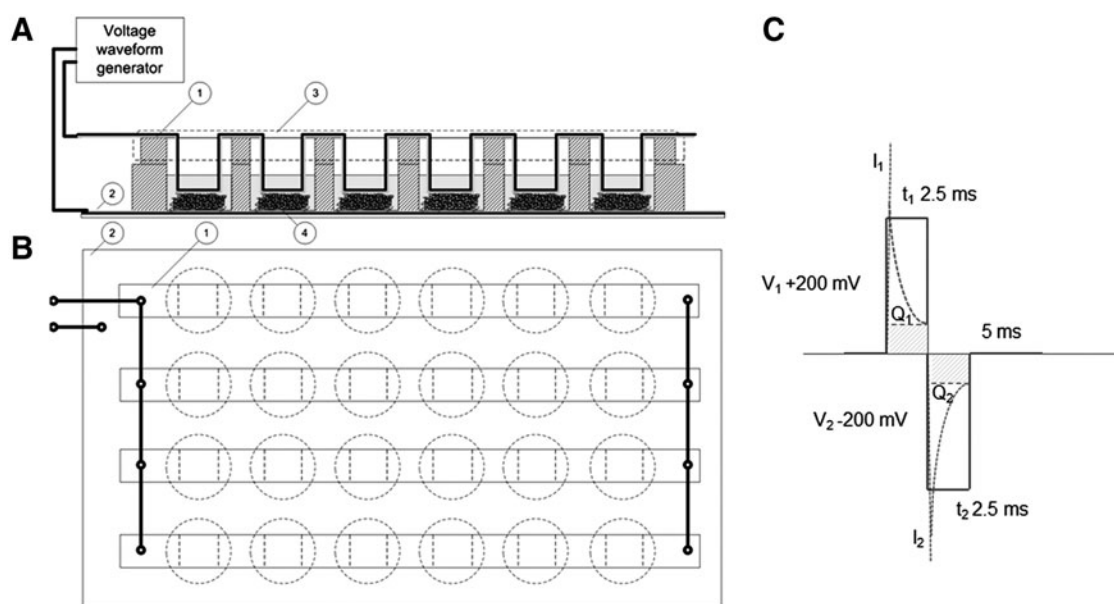 A
Voltage
waveform
generator
1
3
2
4
B
2
1
C
I1
t1 2.5 ms
V1 +200 mV
Q1
5 ms
Q2
V2 -200 mV
t2 2.5 ms
I2